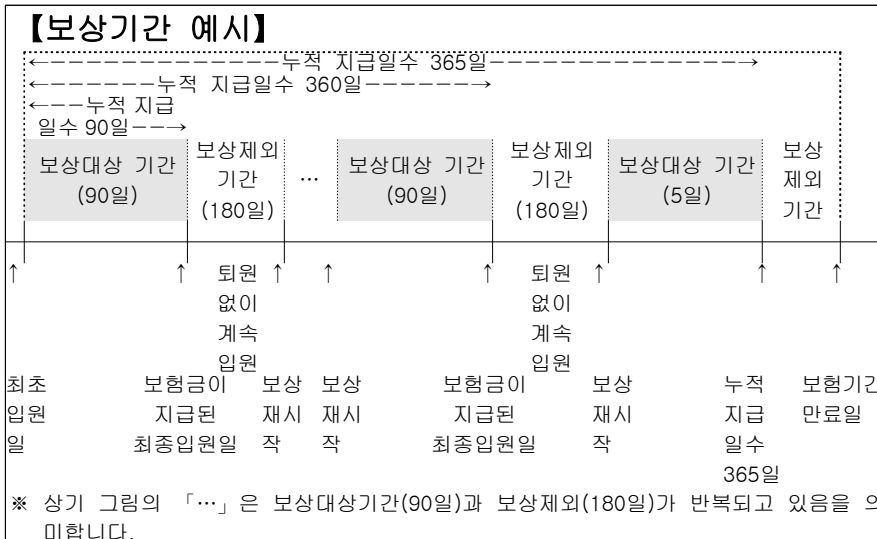 【보상기간 예시】
←-------------누적 지급일수 365일--------------→
←-------누적 지급일수 360일------→
←--누적 지급
일수 90일--→
보상대상 기간
(90일)
보상제외
기간
(180일)
…
보상대상 기간
(90일)
보상제외
기간
(180일)
보상대상 기간
(5일)
보상
제외
기간
↑ ↑ ↑ ↑ ↑ ↑ ↑ ↑
퇴원
없이
계속
입원
퇴원
없이
계속
입원
최초
입원
일
보험금이
지급된
최종입원일
보상
재시
작
보상
재시
작
보험금이
지급된
최종입원일
보상
재시
작
누적
지급
일수
365일
보험기간
만료일
※ 상기 그림의 「…」은 보상대상기간(90일)과 보상제외(180일)가 반복되고 있음을 의
미합니다.